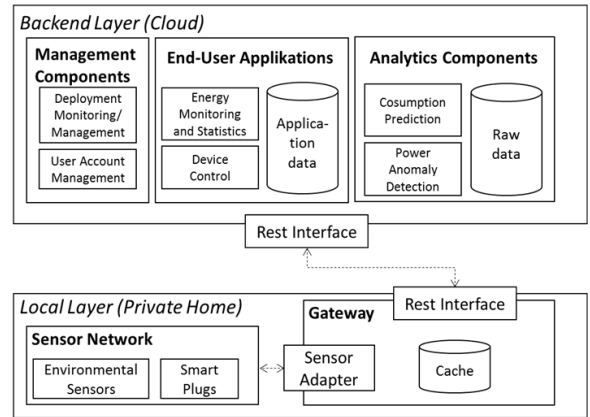 Backend Layer (Cloud)
Management
Components
Deployment
Monitoring/
Management
User Account
Management
End-User Applikations
Energy
Monitoring
and Statistics
Device
Control
Applica-
tion
data
Analytics Components
Cosumption
Prediction
Power
Anomaly
Detection
Raw
data
Rest Interface
Rest Interface
Local Layer (Private Home)
Sensor Network
Environmental
Sensors
Smart
Plugs
Gateway
Sensor
Adapter
Cache